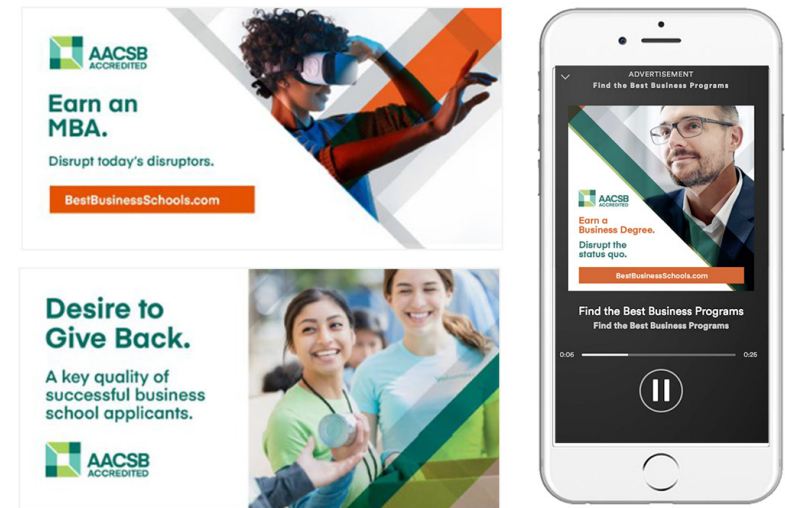 AACSB
ACCREDITED
Earn an
MBA.
Disrupt today's disruptors.
BestBusinessSchools.com
Desire to
Give Back.
A key quality of
successful business
school applicants.
AACSB
ACCREDITED
ADVERTISEMENT
Find the Best Business Programs
AACSB
ACCREDITED
Earn a
Business Degree.
Disrupt the
status quo.
BestBusinessSchools.com
Find the Best Business Programs
Find the Best Business Programs
0:06
0:25